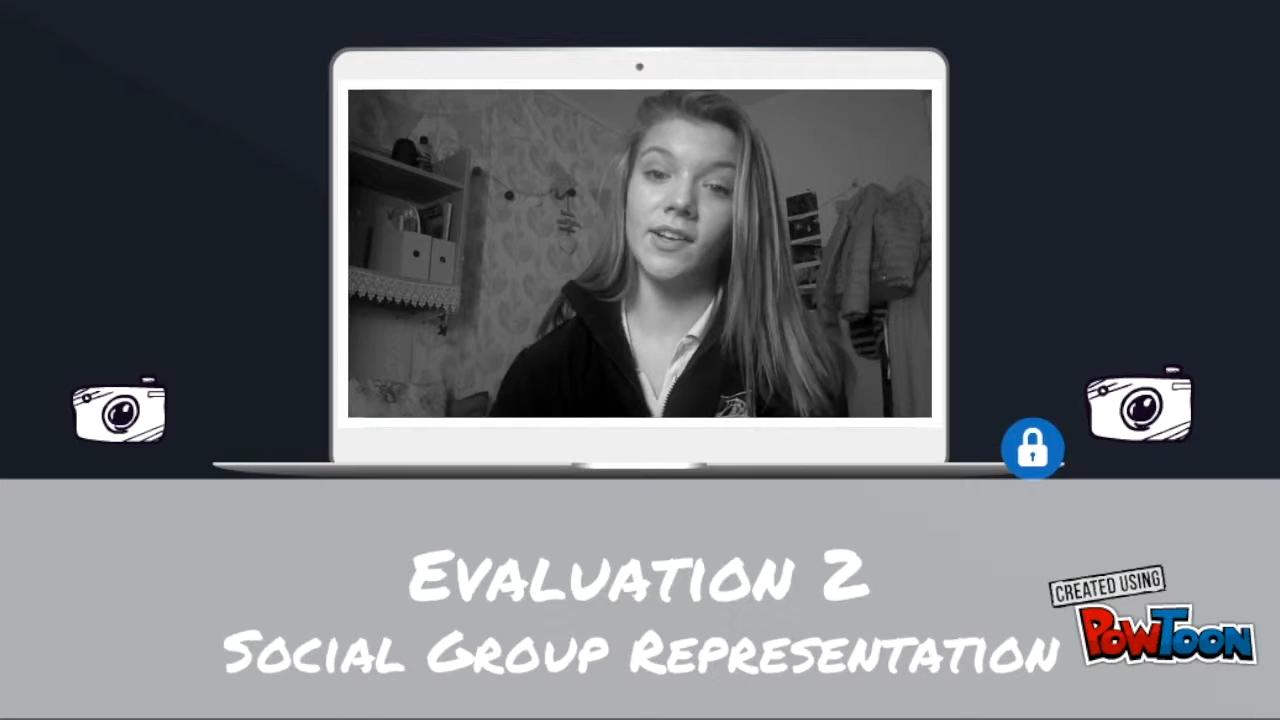 Evaluation 2
Social Group Representation
CREATED USING
POWTOON